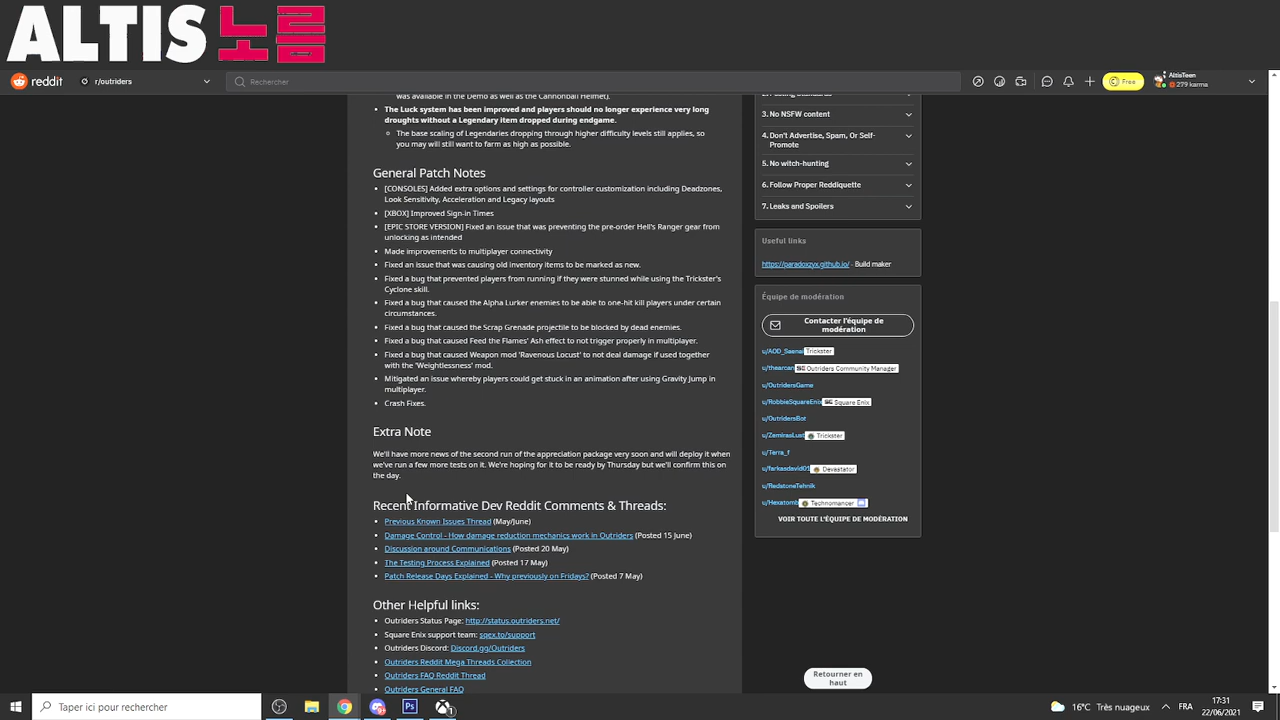 ALTIS 노름
reddit r/outriders Rechercher Free AltisTeen
279 karma
was available in the Demo as well as the Cannonball Helmet).
The Luck system has been improved and players should no longer experience very long
droughts without a Legendary item dropped during endgame.
The base scaling of Legendaries dropping through higher difficulty levels still applies, so
you may will still want to farm as high as possible.
General Patch Notes
[CONSOLES] Added extra options and settings for controller customization including Deadzones,
Look Sensitivity, Acceleration and Legacy layouts
[XBOX] Improved Sign-in Times
[EPIC STORE VERSION] Fixed an issue that was preventing the pre-order Hell's Ranger gear from
unlocking as intended
Made improvements to multiplayer connectivity
Fixed an issue that was causing old inventory items to be marked as new.
Fixed a bug that prevented players from running if they were stunned while using the Trickster's
Cyclone skill.
Fixed a bug that caused the Alpha Lurker enemies to be able to one-hit kill players under certain
circumstances.
Fixed a bug that caused the Scrap Grenade projectile to be blocked by dead enemies.
Fixed a bug that caused Feed the Flames' Ash effect to not trigger properly in multiplayer.
Fixed a bug that caused Weapon mod 'Ravenous Locust' to not deal damage if used together
with the 'Weightlessness' mod.
Mitigated an issue whereby players could get stuck in an animation after using Gravity Jump in
multiplayer.
Crash Fixes.
Extra Note
We'll have more news of the second run of the appreciation package very soon and will deploy it when
we've run a few more tests on it. We're hoping for it to be ready by Thursday but we'll confirm this on
the day.
Recent Informative Dev Reddit Comments & Threads:
Previous Known Issues Thread (May/June)
Damage Control - How damage reduction mechanics work in Outriders (Posted 15 June)
Discussion around Communications (Posted 20 May)
The Testing Process Explained (Posted 17 May)
Patch Release Days Explained - Why previously on Fridays? (Posted 7 May)
Other Helpful links:
Outriders Status Page: http://status.outriders.net/
Square Enix support team: sqex.to/support
Outriders Discord: Discord.gg/Outriders
Outriders Reddit Mega Threads Collection
Outriders FAQ Reddit Thread
Outriders General FAQ
3. No NSFW content
4. Don't Advertise, Spam, Or Self-
Promote
5. No witch-hunting
6. Follow Proper Reddiquette
7. Leaks and Spoilers
Useful links
https://paradoxzyx.github.io/ - Build maker
Équipe de modération
Contacter l'équipe de
modération
u/AOD_Saenai Trickster
u/thearcan Outriders Community Manager
u/OutridersGame
u/RobbieSquareEnix Square Enix
u/OutridersBot
u/ZemirasLust Trickster
u/Terra_f
u/farkasdavid01 Devastator
u/RedstoneTehnik
u/Hexatomb Technomancer
VOIR TOUTE L'ÉQUIPE DE MODÉRATION
Retourner en
haut
Taper ici pour rechercher 16°C Très nuageux FRA 17:31
22/06/2021